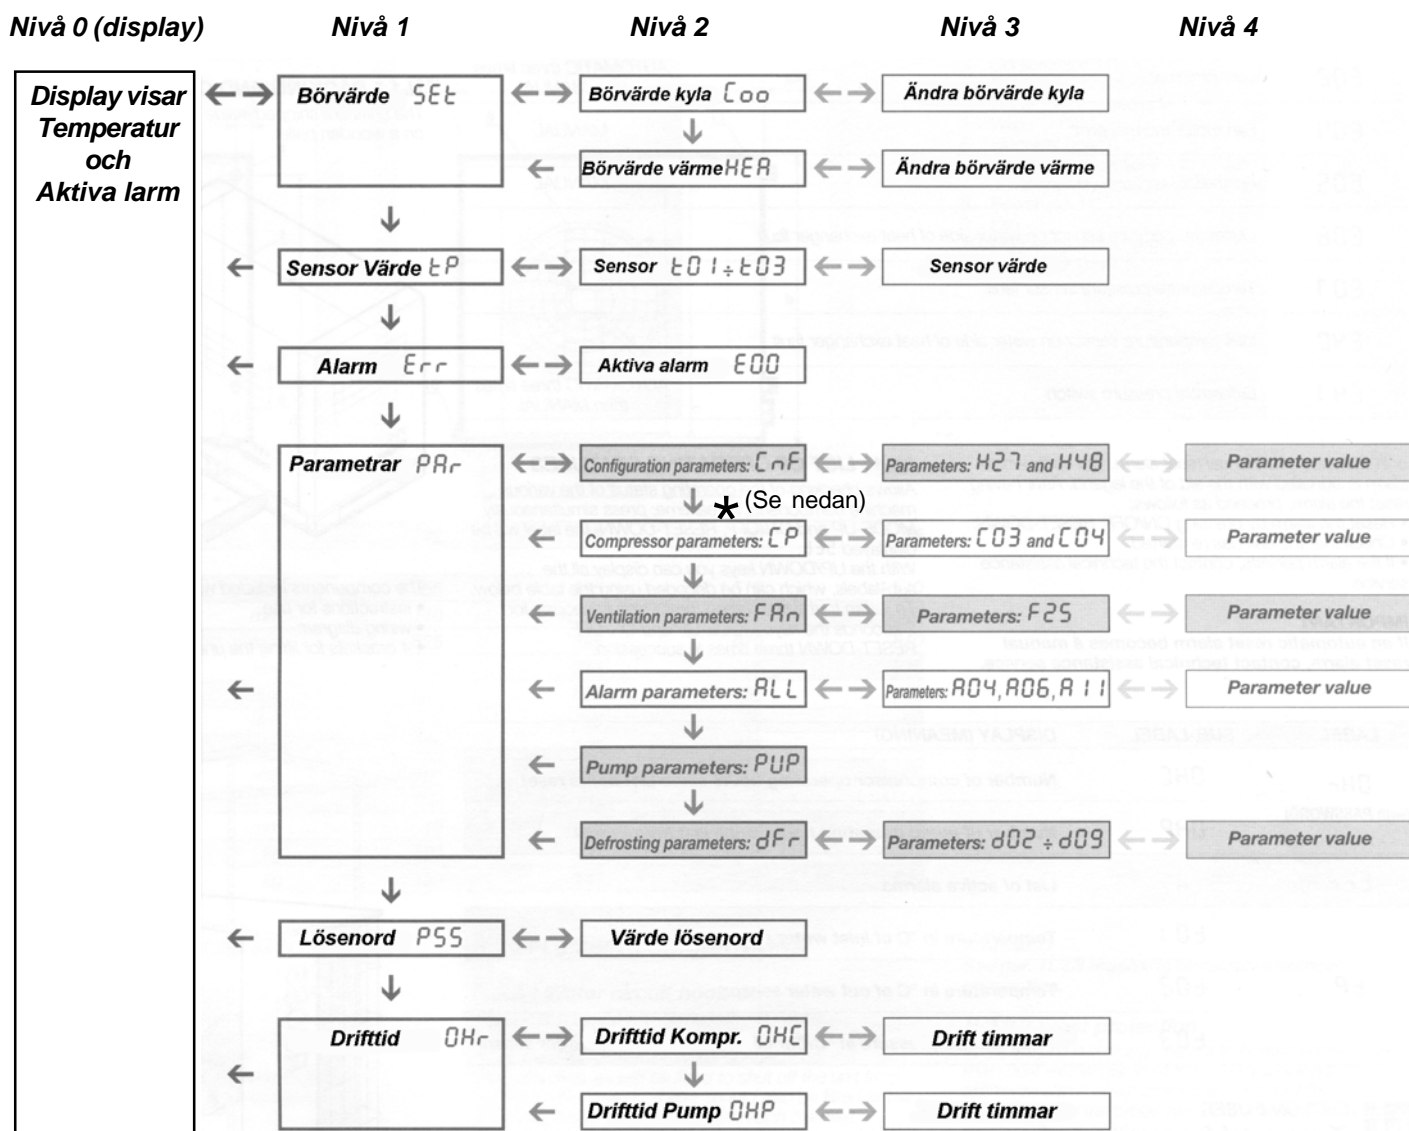 Nivå 0 (display) Nivå 1 Nivå 2 Nivå 3 Nivå 4
Display visar
Temperatur
och
Aktiva larm
Börvärde SEt Börvärde kyla Coo Ändra börvärde kyla
Börvärde värme HEA Ändra börvärde värme
Sensor Värde tP Sensor t01÷t03 Sensor värde
Alarm Err Aktiva alarm E00
Parametrar PAr Configuration parameters: CnF Parameters: H27 and H48 Parameter value
* (Se nedan)
Compressor parameters: CP Parameters: C03 and C04 Parameter value
Ventilation parameters: FAn Parameters: F25 Parameter value
Alarm parameters: ALL Parameters: A04, A06, A11 Parameter value
Pump parameters: PUP
Defrosting parameters: dFr Parameters: d02 ÷ d09 Parameter value
Lösenord PSS Värde lösenord
Drifttid OHr Drifttid Kompr. OHC Drift timmar
Drifttid Pump OHP Drift timmar